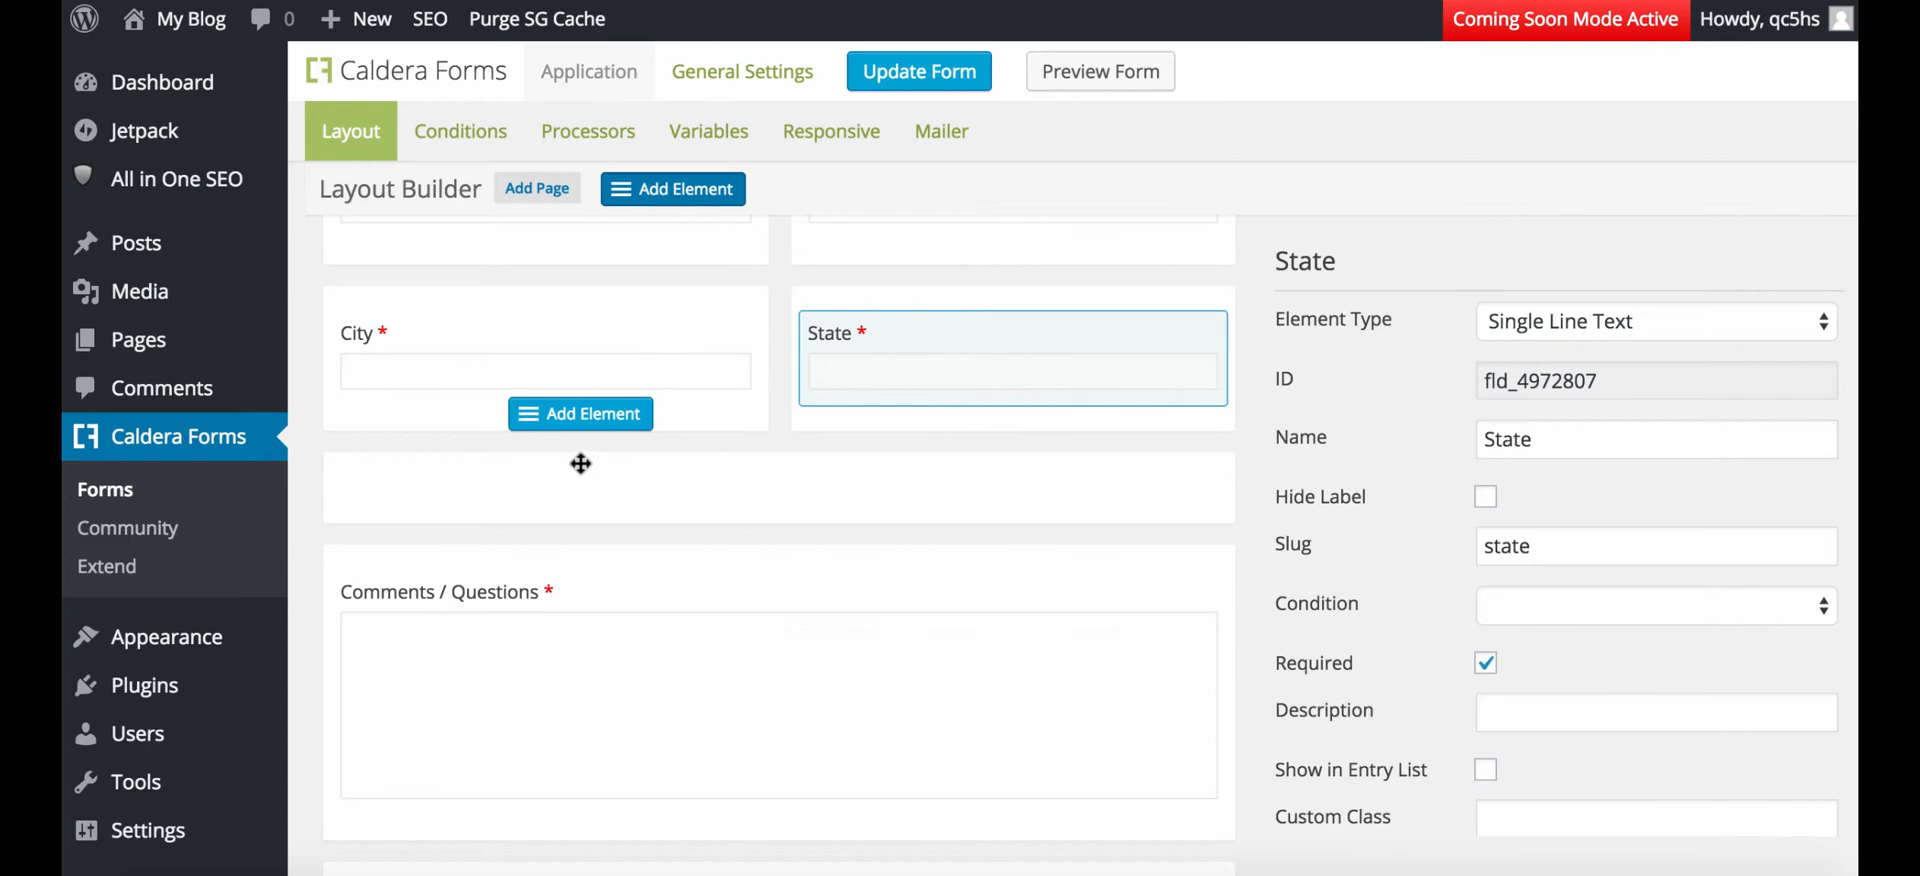 My Blog 0 New SEO Purge SG Cache Coming Soon Mode Active Howdy, qc5hs
Dashboard
Jetpack
All in One SEO
Posts
Media
Pages
Comments
Caldera Forms
Forms
Community
Extend
Appearance
Plugins
Users
Tools
Settings
Caldera Forms Application General Settings Update Form Preview Form
Layout Conditions Processors Variables Responsive Mailer
Layout Builder Add Page Add Element
City * State *
Add Element
Comments / Questions *
State
Element Type Single Line Text
ID fld_4972807
Name State
Hide Label
Slug state
Condition
Required
Description
Show in Entry List
Custom Class